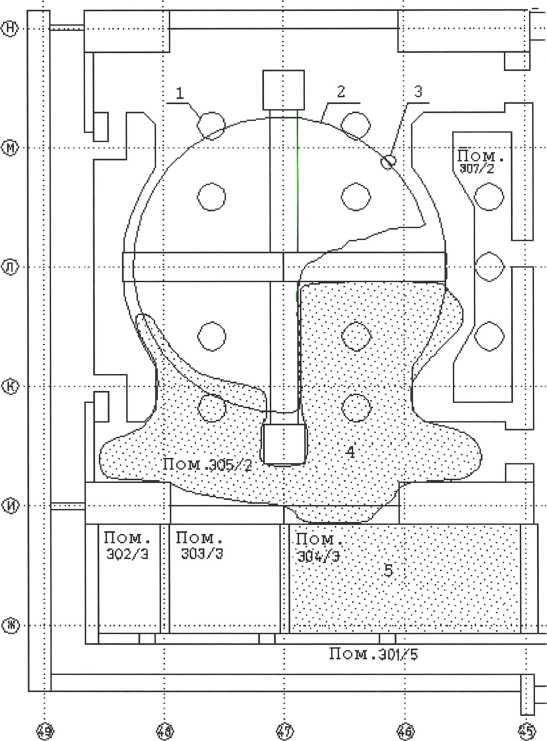 Н
1
2
3
М
Пом.
307/2
Л
К
4
Пом.305/2
И
Пом.
302/3
Пом.
303/3
Пом.
304/3
5
Ж
Пом.301/5
49
48
47
46
45